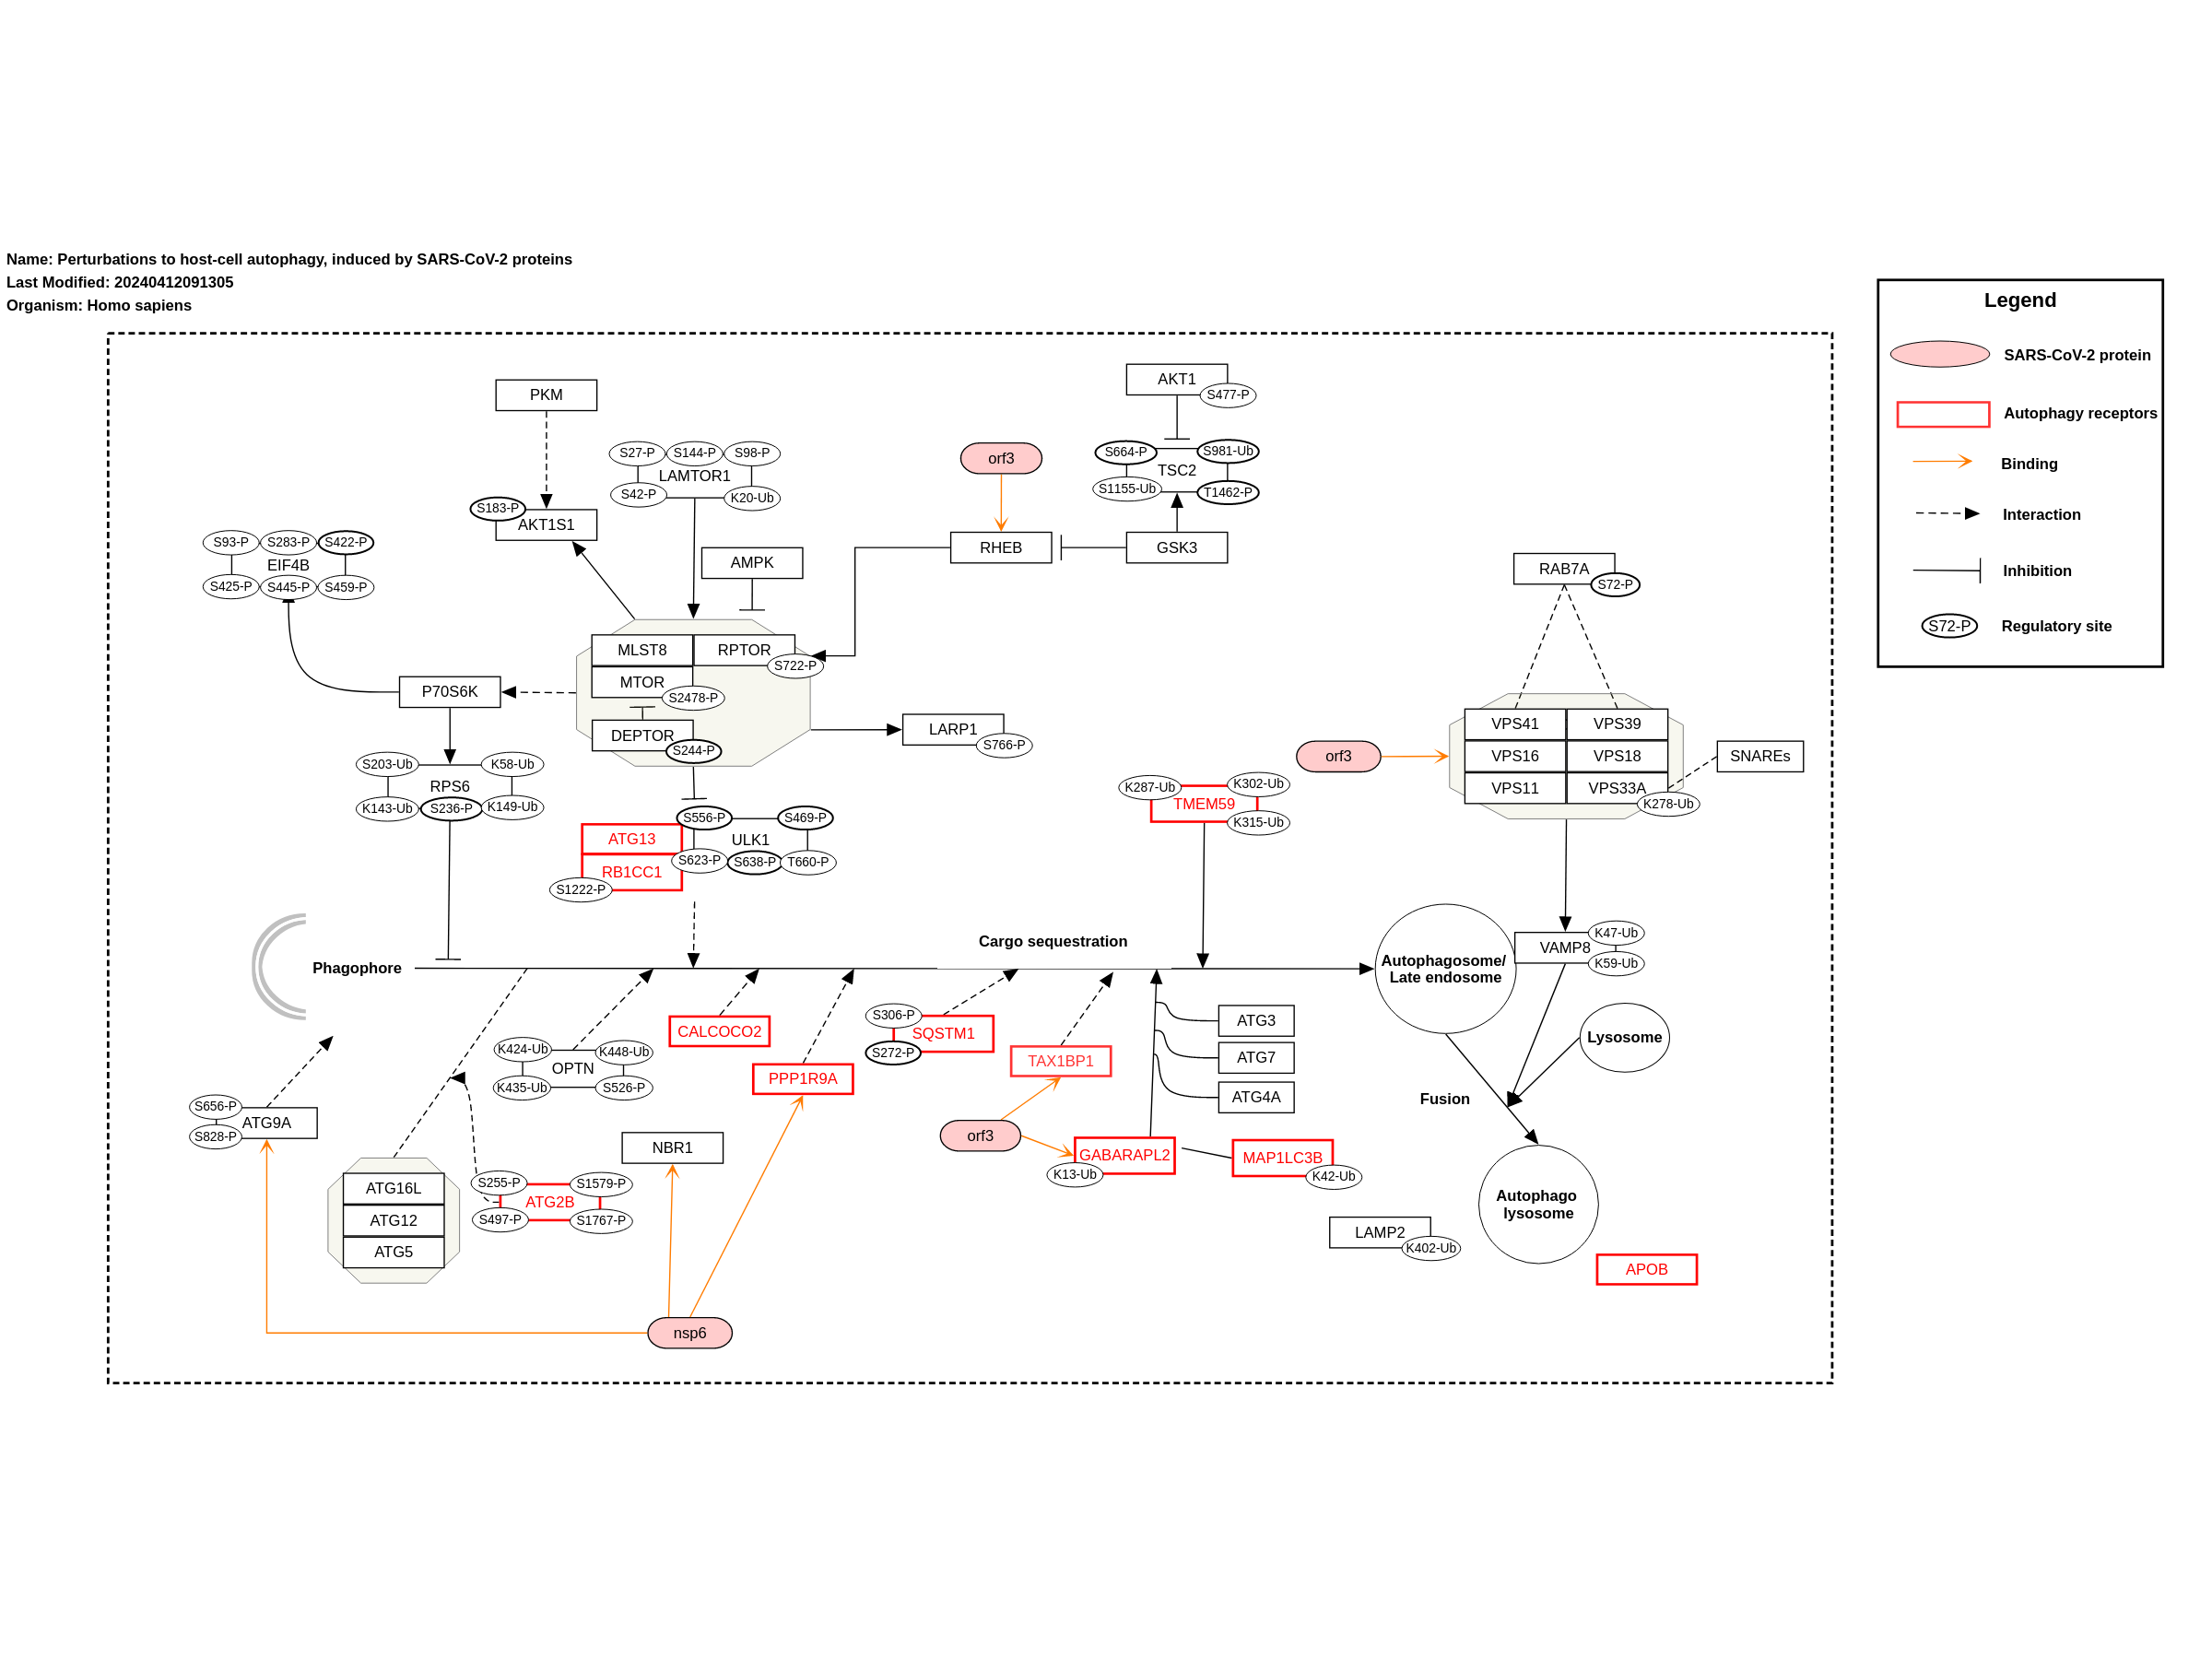 Name: Perturbations to host-cell autophagy, induced by SARS-CoV-2 proteins
Last Modified: 20240412091305
Organism: Homo sapiens
Legend
SARS-CoV-2 protein
Autophagy receptors
Binding
Interaction
Inhibition
S72-P
Regulatory site
PKM
S183-P
AKT1S1
S27-P
S144-P
S98-P
LAMTOR1
S42-P
K20-Ub
AMPK
orf3
RHEB
AKT1
S477-P
S664-P
S981-Ub
TSC2
S1155-Ub
T1462-P
GSK3
S93-P
S283-P
S422-P
EIF4B
S425-P
S445-P
S459-P
P70S6K
MLST8
RPTOR
S722-P
MTOR
S2478-P
DEPTOR
S244-P
LARP1
S766-P
RAB7A
S72-P
orf3
VPS41
VPS39
VPS16
VPS18
VPS11
VPS33A
K278-Ub
SNAREs
S203-Ub
K58-Ub
RPS6
K143-Ub
S236-P
K149-Ub
S556-P
S469-P
ATG13
ULK1
S623-P
S638-P
T660-P
RB1CC1
S1222-P
K287-Ub
K302-Ub
TMEM59
K315-Ub
Phagophore
Cargo sequestration
Autophagosome/
Late endosome
VAMP8
K47-Ub
K59-Ub
Lysosome
Fusion
Autophago
lysosome
CALCOCO2
S306-P
SQSTM1
S272-P
TAX1BP1
ATG3
ATG7
ATG4A
K424-Ub
K448-Ub
OPTN
K435-Ub
S526-P
PPP1R9A
S656-P
ATG9A
S828-P
NBR1
orf3
GABARAPL2
K13-Ub
MAP1LC3B
K42-Ub
ATG16L
ATG12
ATG5
S255-P
S1579-P
ATG2B
S497-P
S1767-P
LAMP2
K402-Ub
APOB
nsp6